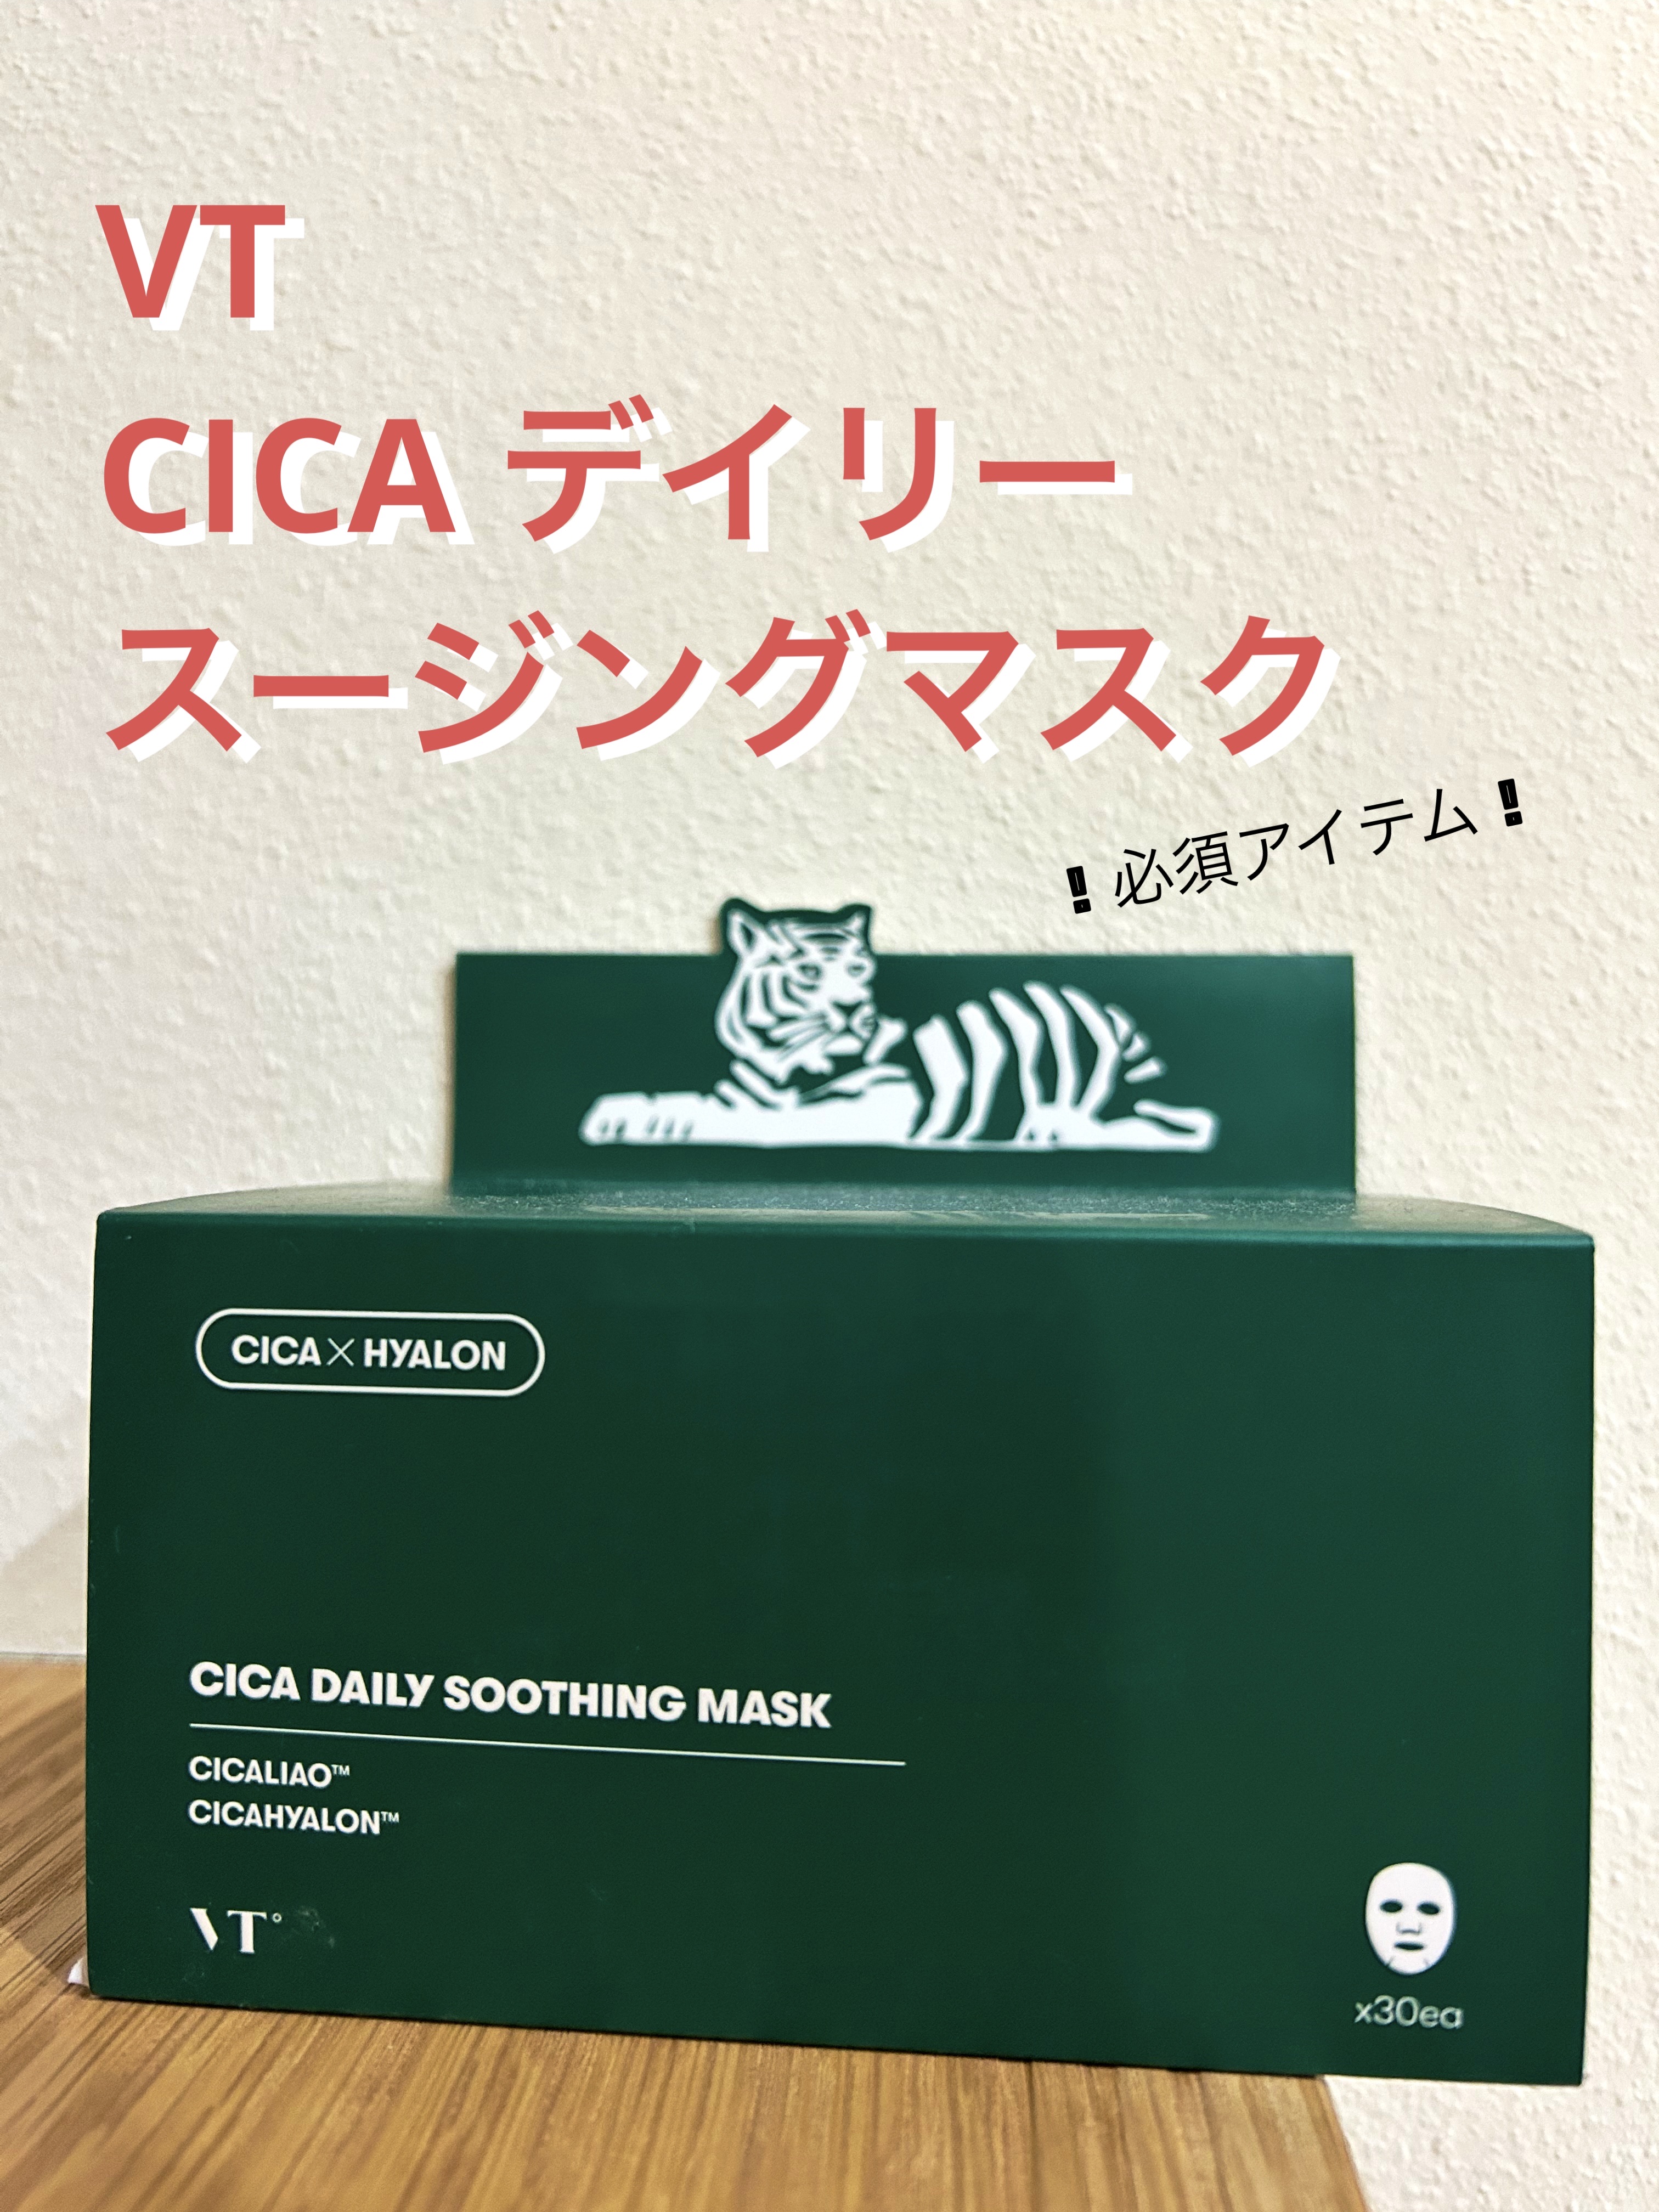 VT
CICA デイリー
スージングマスク
❗必須アイテム❗
CICA×HYALON
CICA DAILY SOOTHING MASK
CICALIAO™
CICAHYALON™
VT°
x30ea